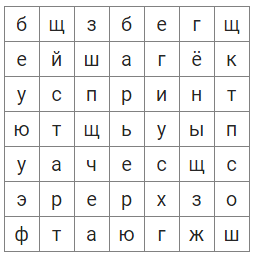 б щ з б е г щ
е й ш а г ё к
у с п р и н т
ю т щ ь у ы п
у а ч е с щ с
э р е р х з о
ф т а ю г ж ш